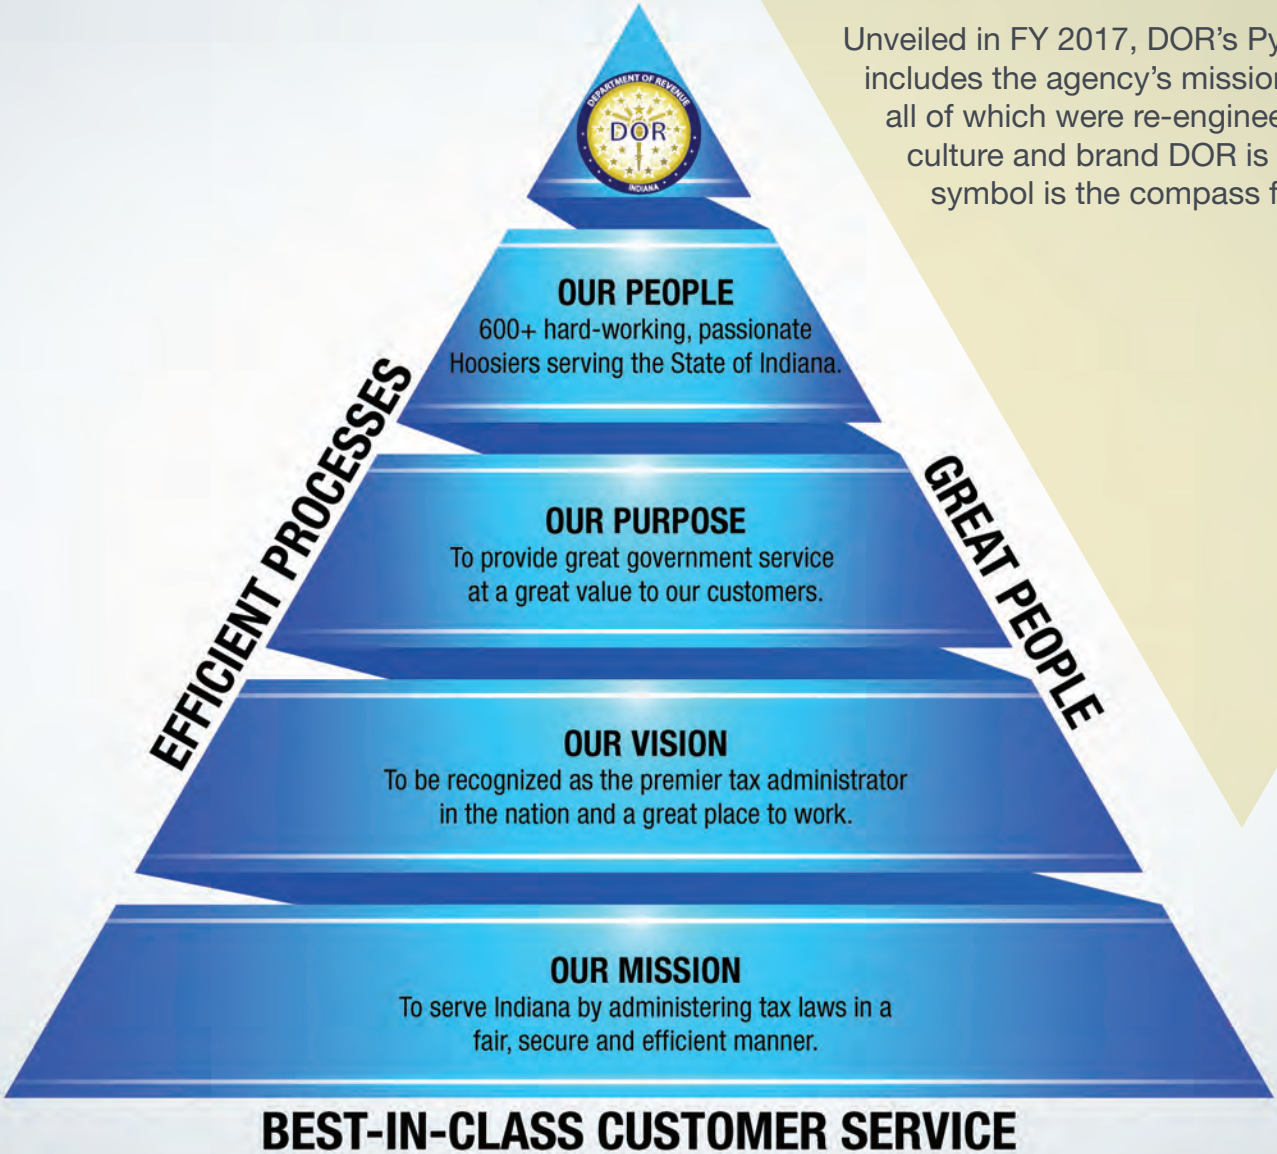 Unveiled in FY 2017, DOR's Py
includes the agency's mission
all of which were re-enginee
culture and brand DOR is
symbol is the compass f
DEPARTMENT OF REVENUE
DOR
INDIANA
OUR PEOPLE
600+ hard-working, passionate
Hoosiers serving the State of Indiana.
EFFICIENT PROCESSES
GREAT PEOPLE
OUR PURPOSE
To provide great government service
at a great value to our customers.
OUR VISION
To be recognized as the premier tax administrator
in the nation and a great place to work.
OUR MISSION
To serve Indiana by administering tax laws in a
fair, secure and efficient manner.
BEST-IN-CLASS CUSTOMER SERVICE